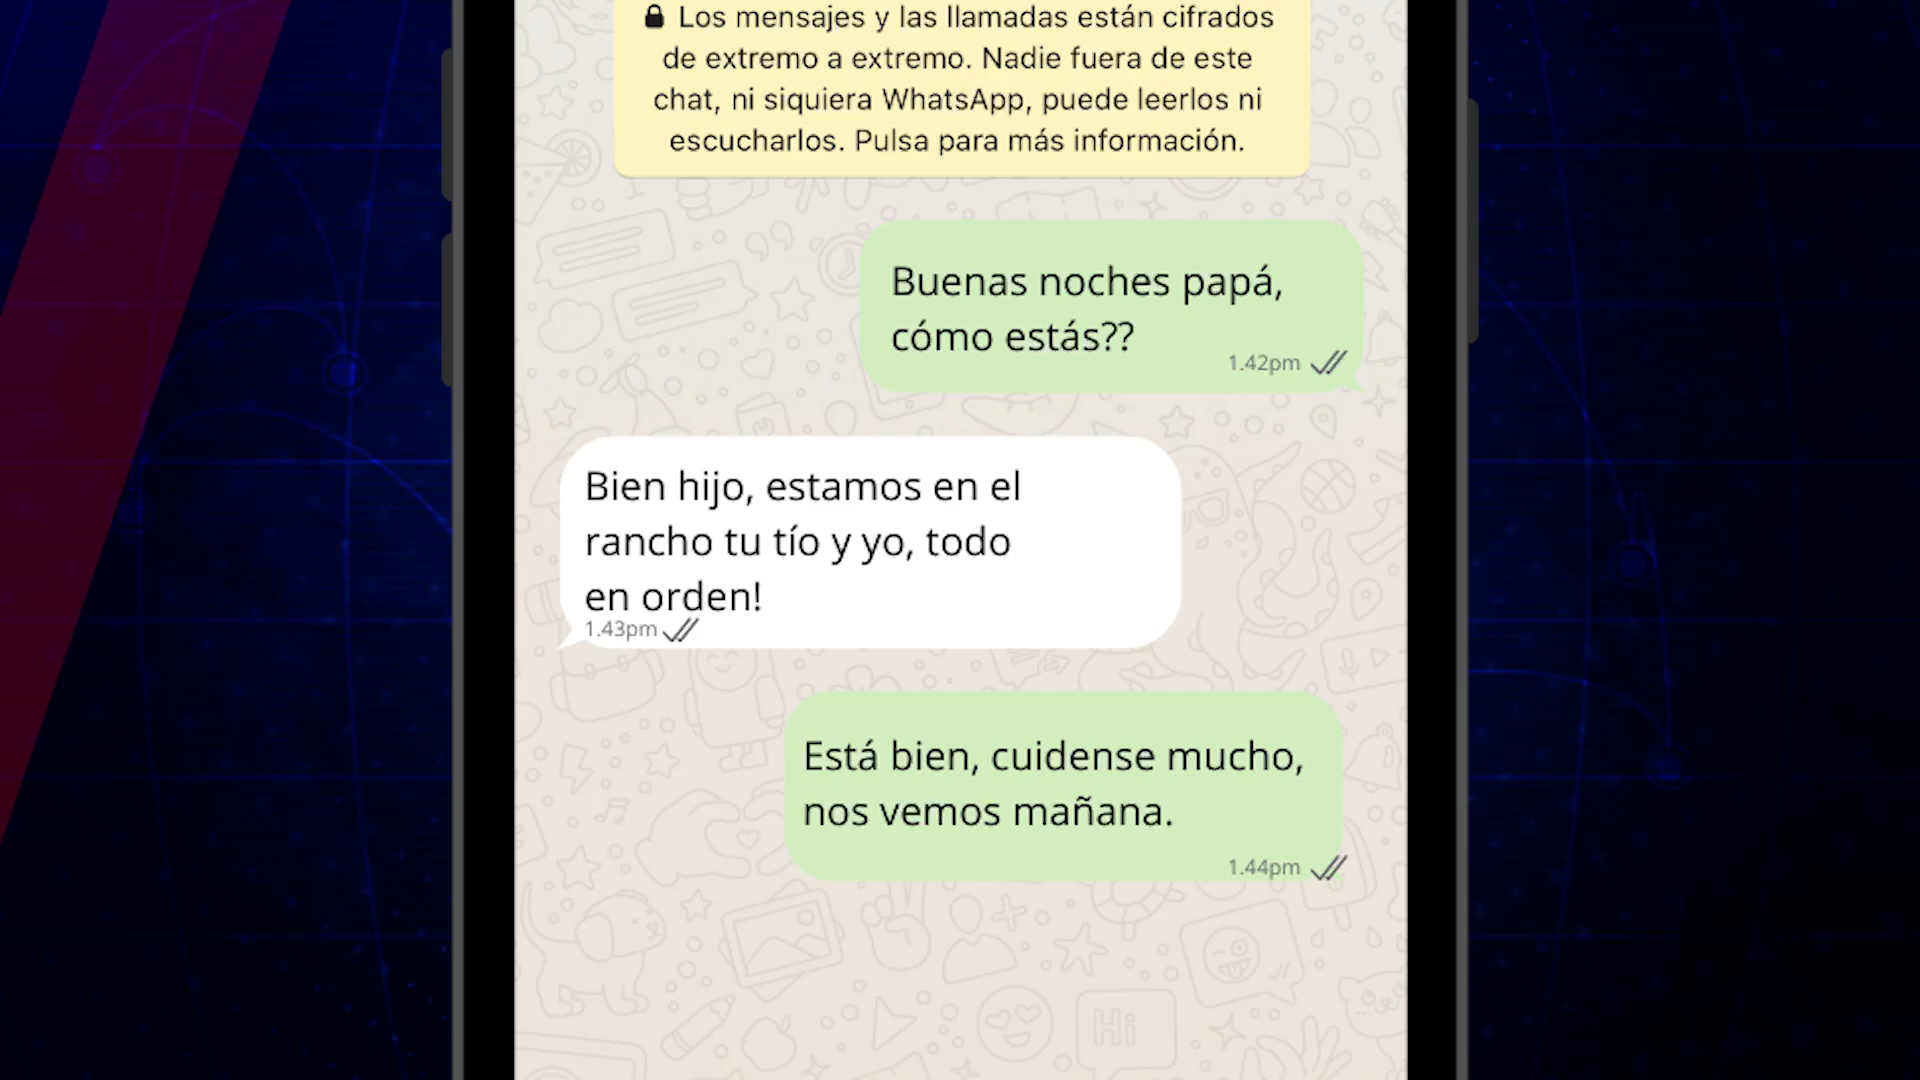 Los mensajes y las llamadas están cifrados
de extremo a extremo. Nadie fuera de este
chat, ni siquiera WhatsApp, puede leerlos ni
escucharlos. Pulsa para más información.
Buenas noches papá,
cómo estás??
1.42pm
Bien hijo, estamos en el
rancho tu tío y yo, todo
en orden!
1.43pm
Está bien, cuidense mucho,
nos vemos mañana.
1.44pm
Hi